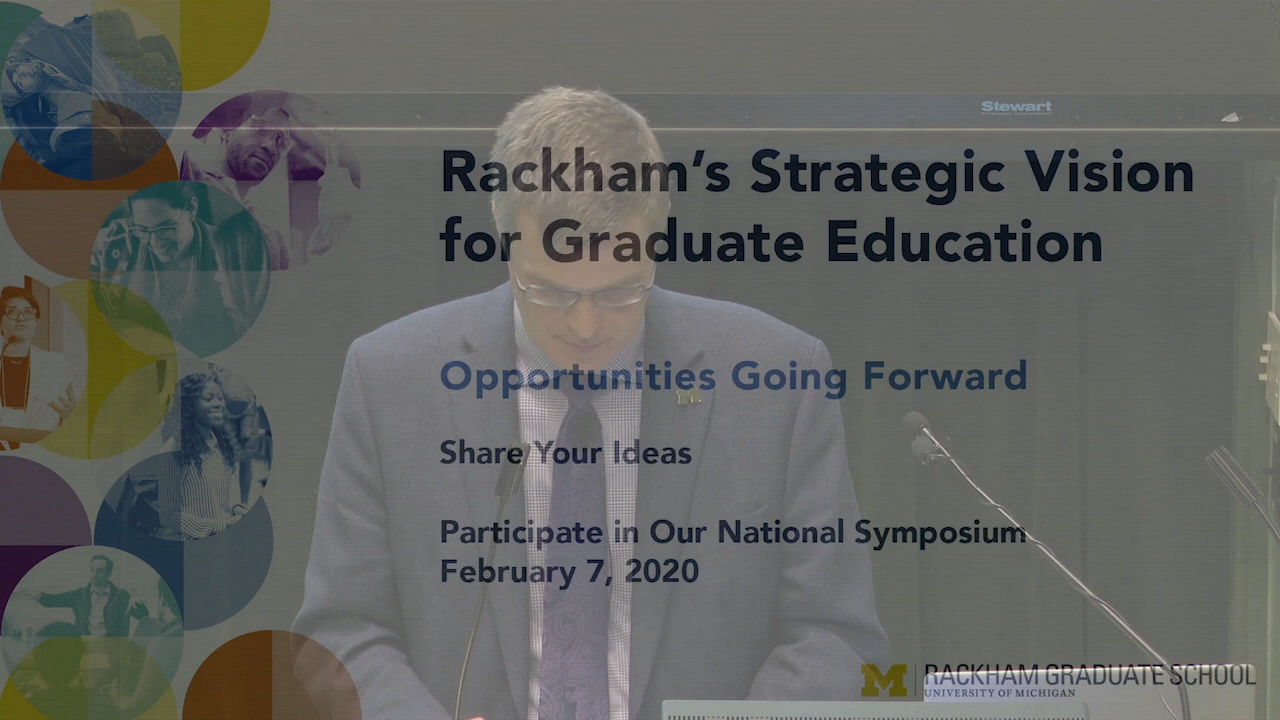 Stewart
Rackham's Strategic Vision
for Graduate Education
Opportunities Going Forward
Share Your Ideas
Participate in Our National Symposium
February 7, 2020
M
RACKHAM GRADUATE SCHOOL
UNIVERSITY OF MICHIGAN